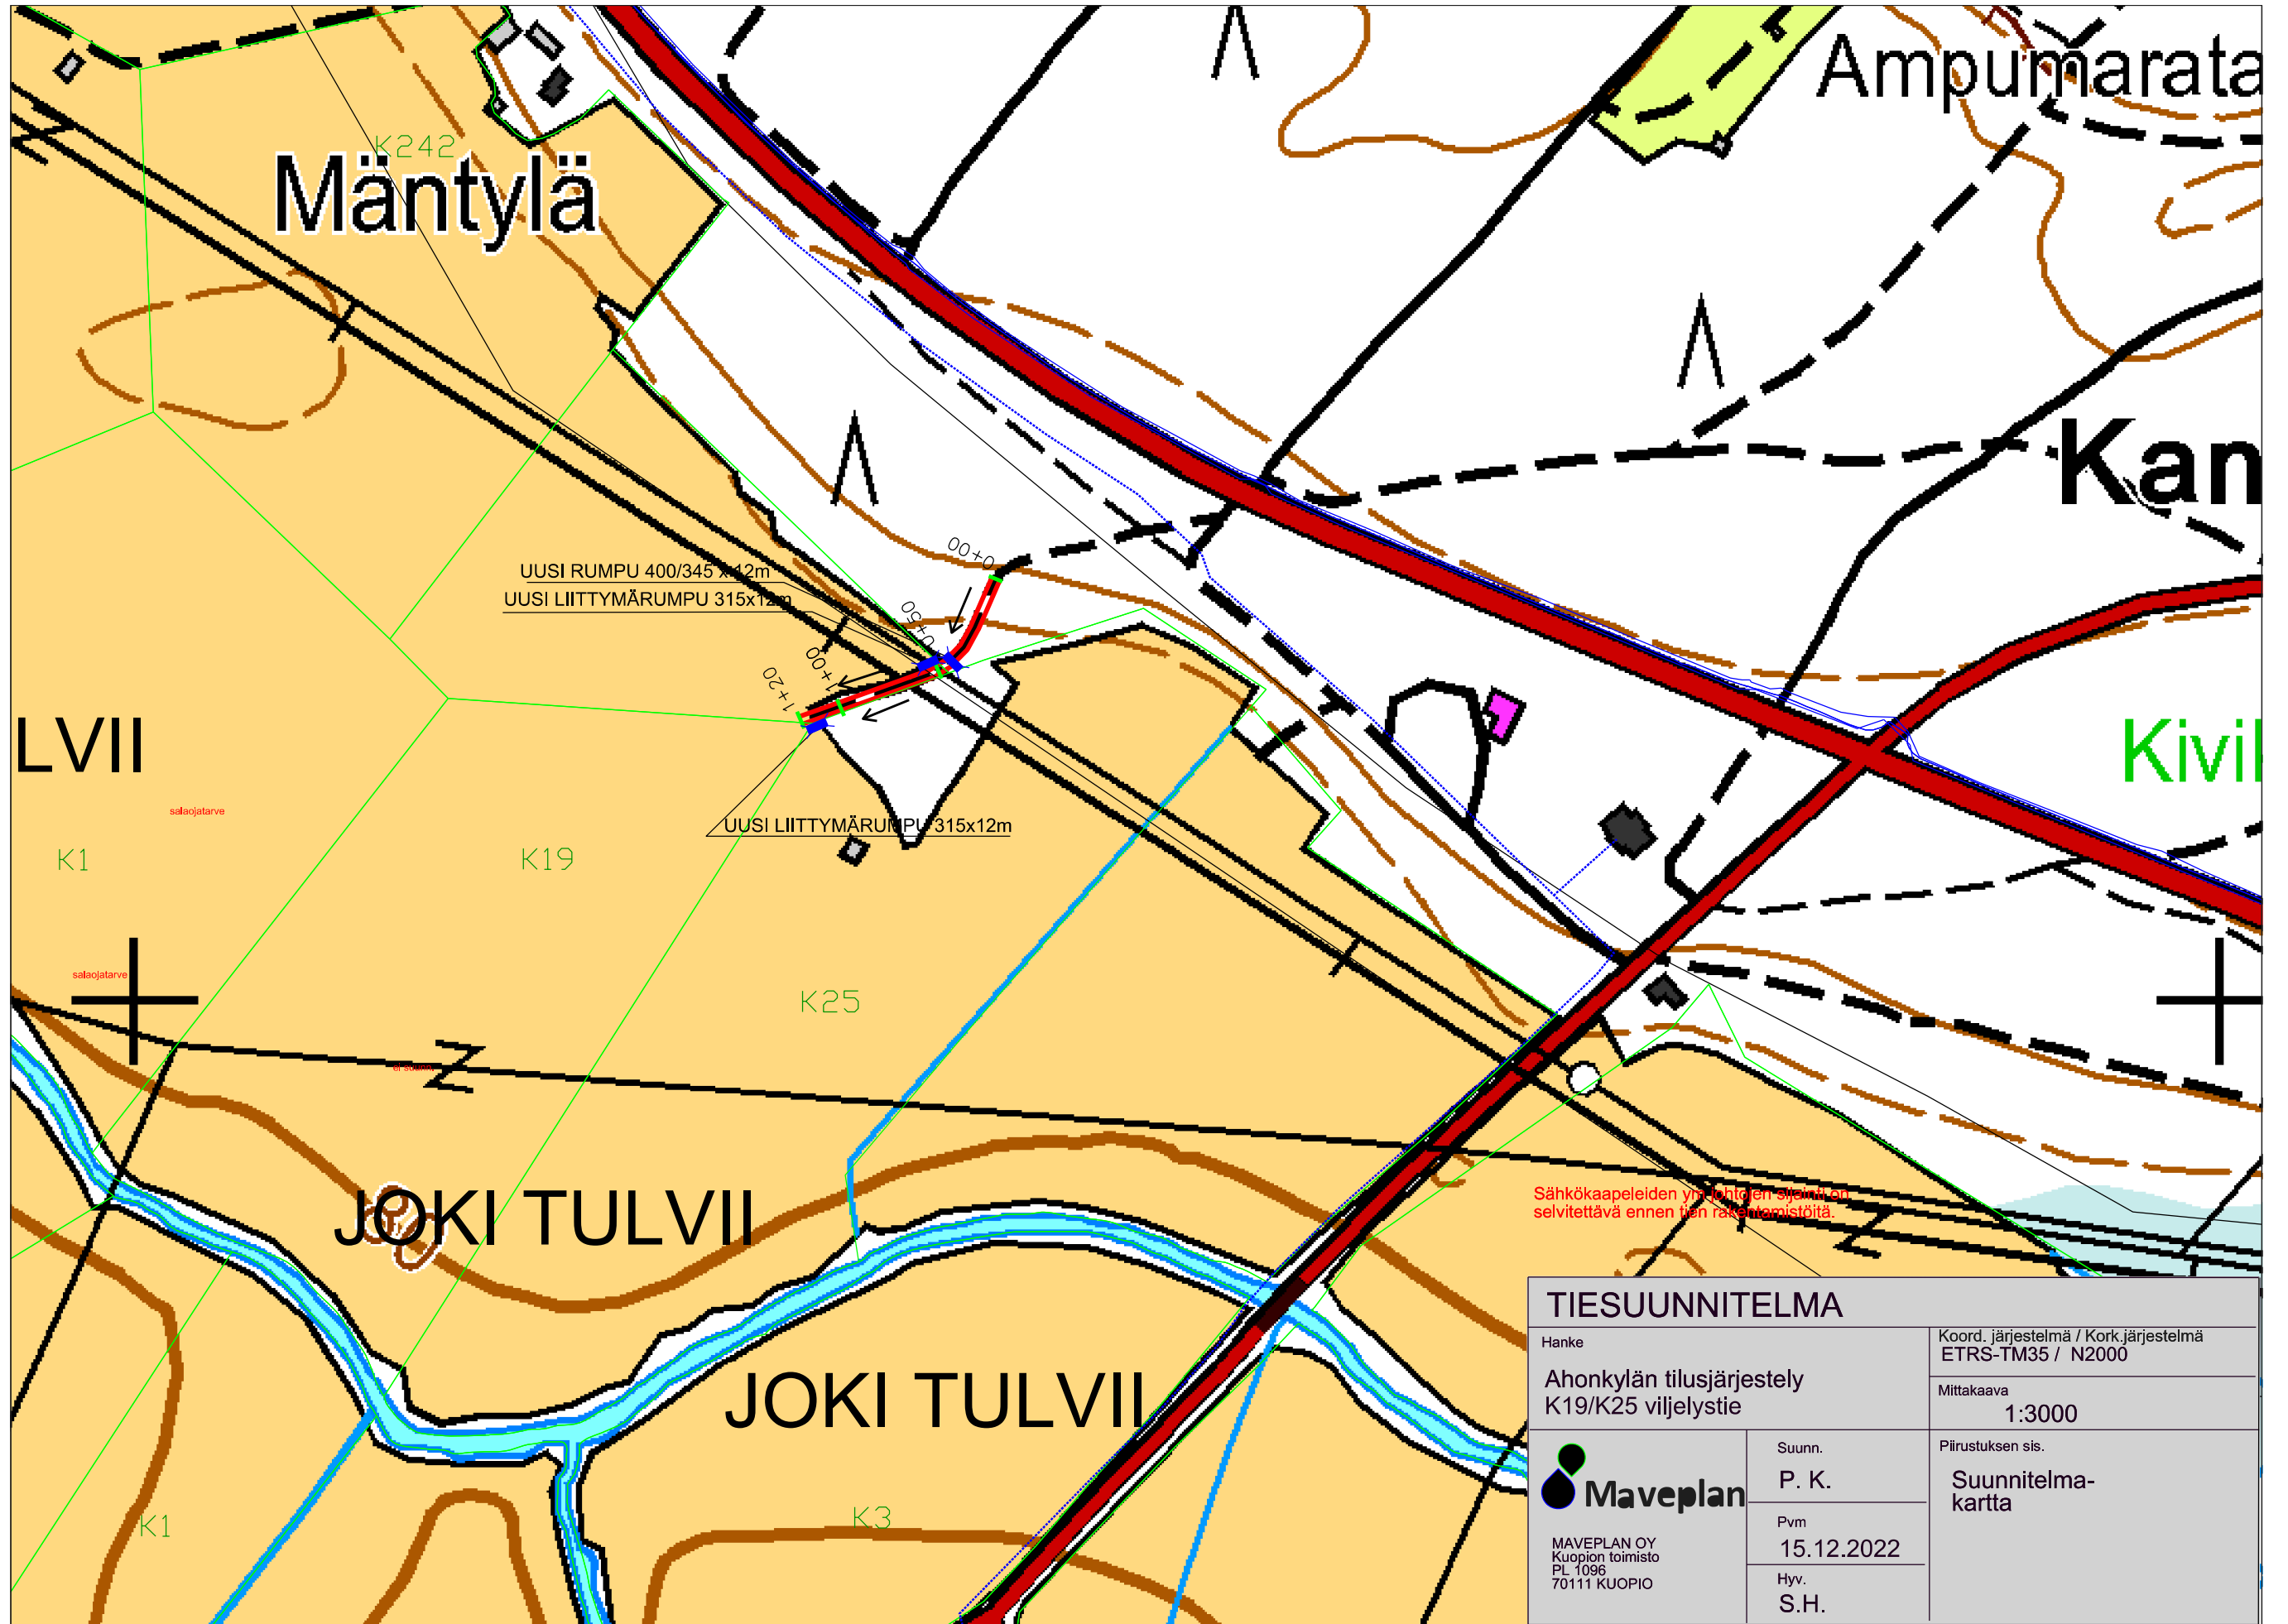 Ampumarata
K242
Mäntylä
Kan
00+0
UUSI RUMPU 400/345 x 12m
UUSI LIITTYMÄRUMPU 315x12m
0+50
1+00
1+20
LVII
Kivil
salaojatarve
UUSI LIITTYMÄRUMPU 315x12m
K1
K19
salaojatarve
K25
JOKI TULVII
Sähkökaapeleiden ym johtojen sijainti on
selvitettävä ennen tien rakentamistöitä.
JOKI TULVII
K1
K3
TIESUUNNITELMA
Hanke
Ahonkylän tilusjärjestely
K19/K25 viljelystie
Koord. järjestelmä / Kork.järjestelmä
ETRS-TM35 / N2000
Mittakaava
1:3000
Maveplan
MAVEPLAN OY
Kuopion toimisto
PL 1096
70111 KUOPIO
Suunn.
P. K.
Pvm
15.12.2022
Hyv.
S.H.
Piirustuksen sis.
Suunnitelma-
kartta